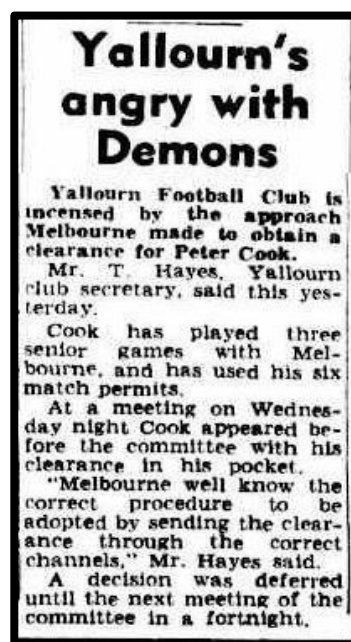 Yallourn's
angry with
Demons
Yallourn Football Club is
incensed by the approach
Melbourne made to obtain a
clearance for Peter Cook.
Mr. T. Hayes, Yallourn
club secretary, said this yes-
terday.
Cook has played three
senior games with Mel-
bourne, and has used his six
match permits.
At a meeting on Wednes-
day night Cook appeared be-
fore the committee with his
clearance in his pocket.
"Melbourne well know the
correct procedure to be
adopted by sending the clear-
ance through the correct
channels," Mr. Hayes said.
A decision was deferred
until the next meeting of the
committee in a fortnight.